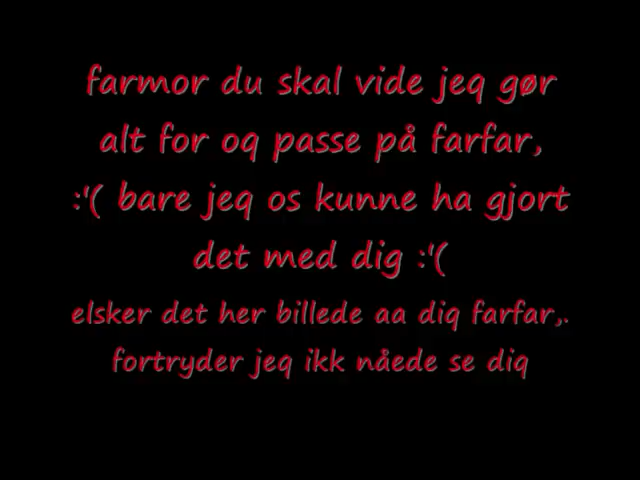 farmor du skal vide jeq gør
alt for oq passe på farfar,
:'( bare jeq os kunne ha gjort
det med dig :'(
elsker det her billede aa diq farfar,.
fortryder jeq ikk nåede se diq